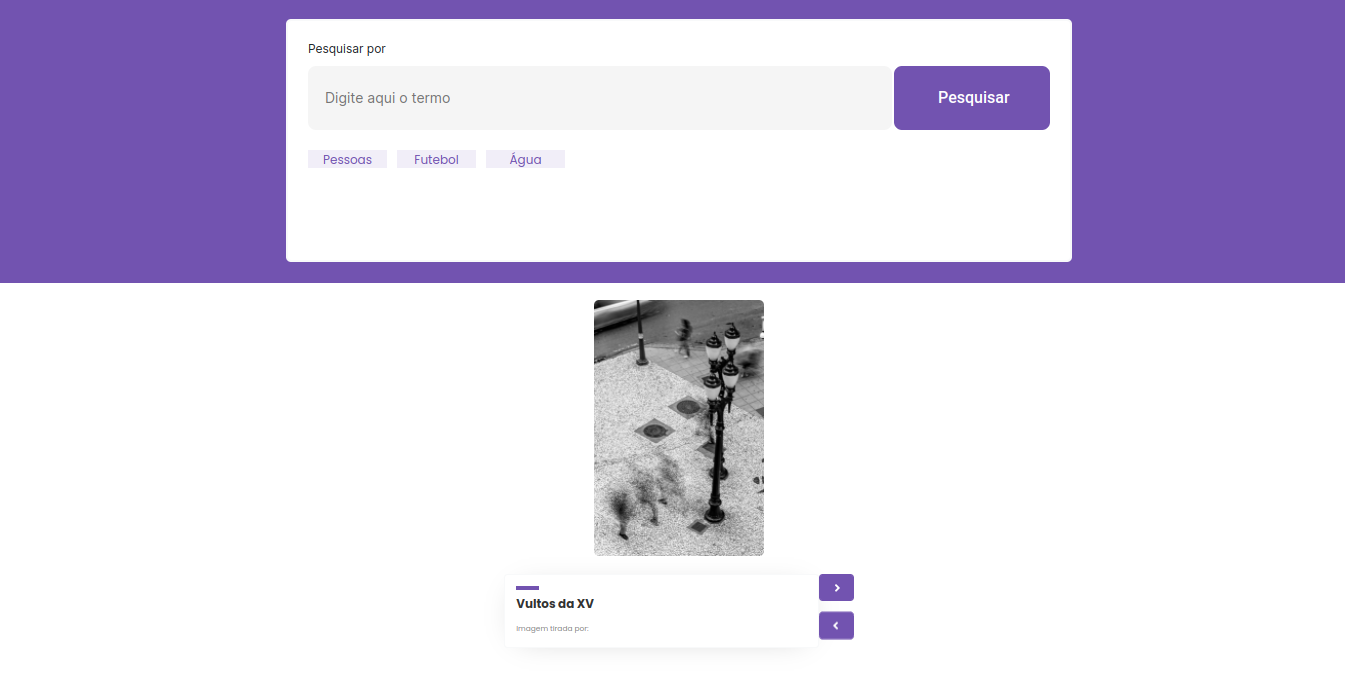 Pesquisar por
Digite aqui o termo
Pesquisar
Pessoas
Futebol
Água
Vultos da XV
Imagem tirada por: